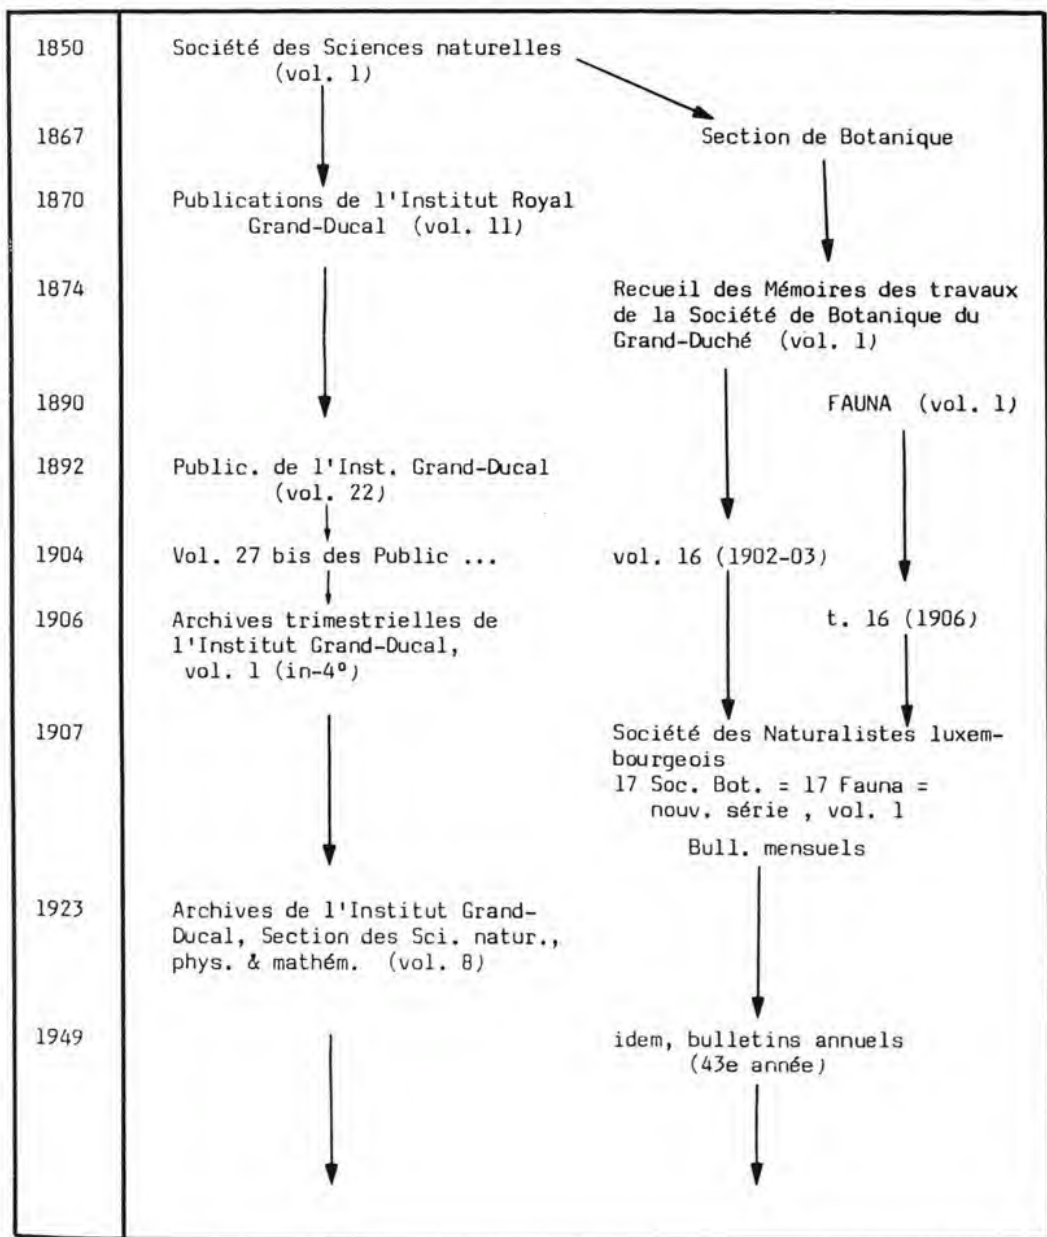 1850 Société des Sciences naturelles
(vol. 1)
1867 Section de Botanique
1870 Publications de l'Institut Royal
Grand-Ducal (vol. 11)
1874 Recueil des Mémoires des travaux
de la Société de Botanique du
Grand-Duché (vol. 1)
1890 FAUNA (vol. 1)
1892 Public. de l'Inst. Grand-Ducal
(vol. 22)
1904 Vol. 27 bis des Public ... vol. 16 (1902-03)
1906 Archives trimestrielles de t. 16 (1906)
l'Institut Grand-Ducal,
vol. 1 (in-4º)
1907 Société des Naturalistes luxem-
bourgeois
17 Soc. Bot. = 17 Fauna =
nouv. série , vol. 1
Bull. mensuels
1923 Archives de l'Institut Grand-
Ducal, Section des Sci. natur.,
phys. & mathém. (vol. 8)
1949 idem, bulletins annuels
(43e année)